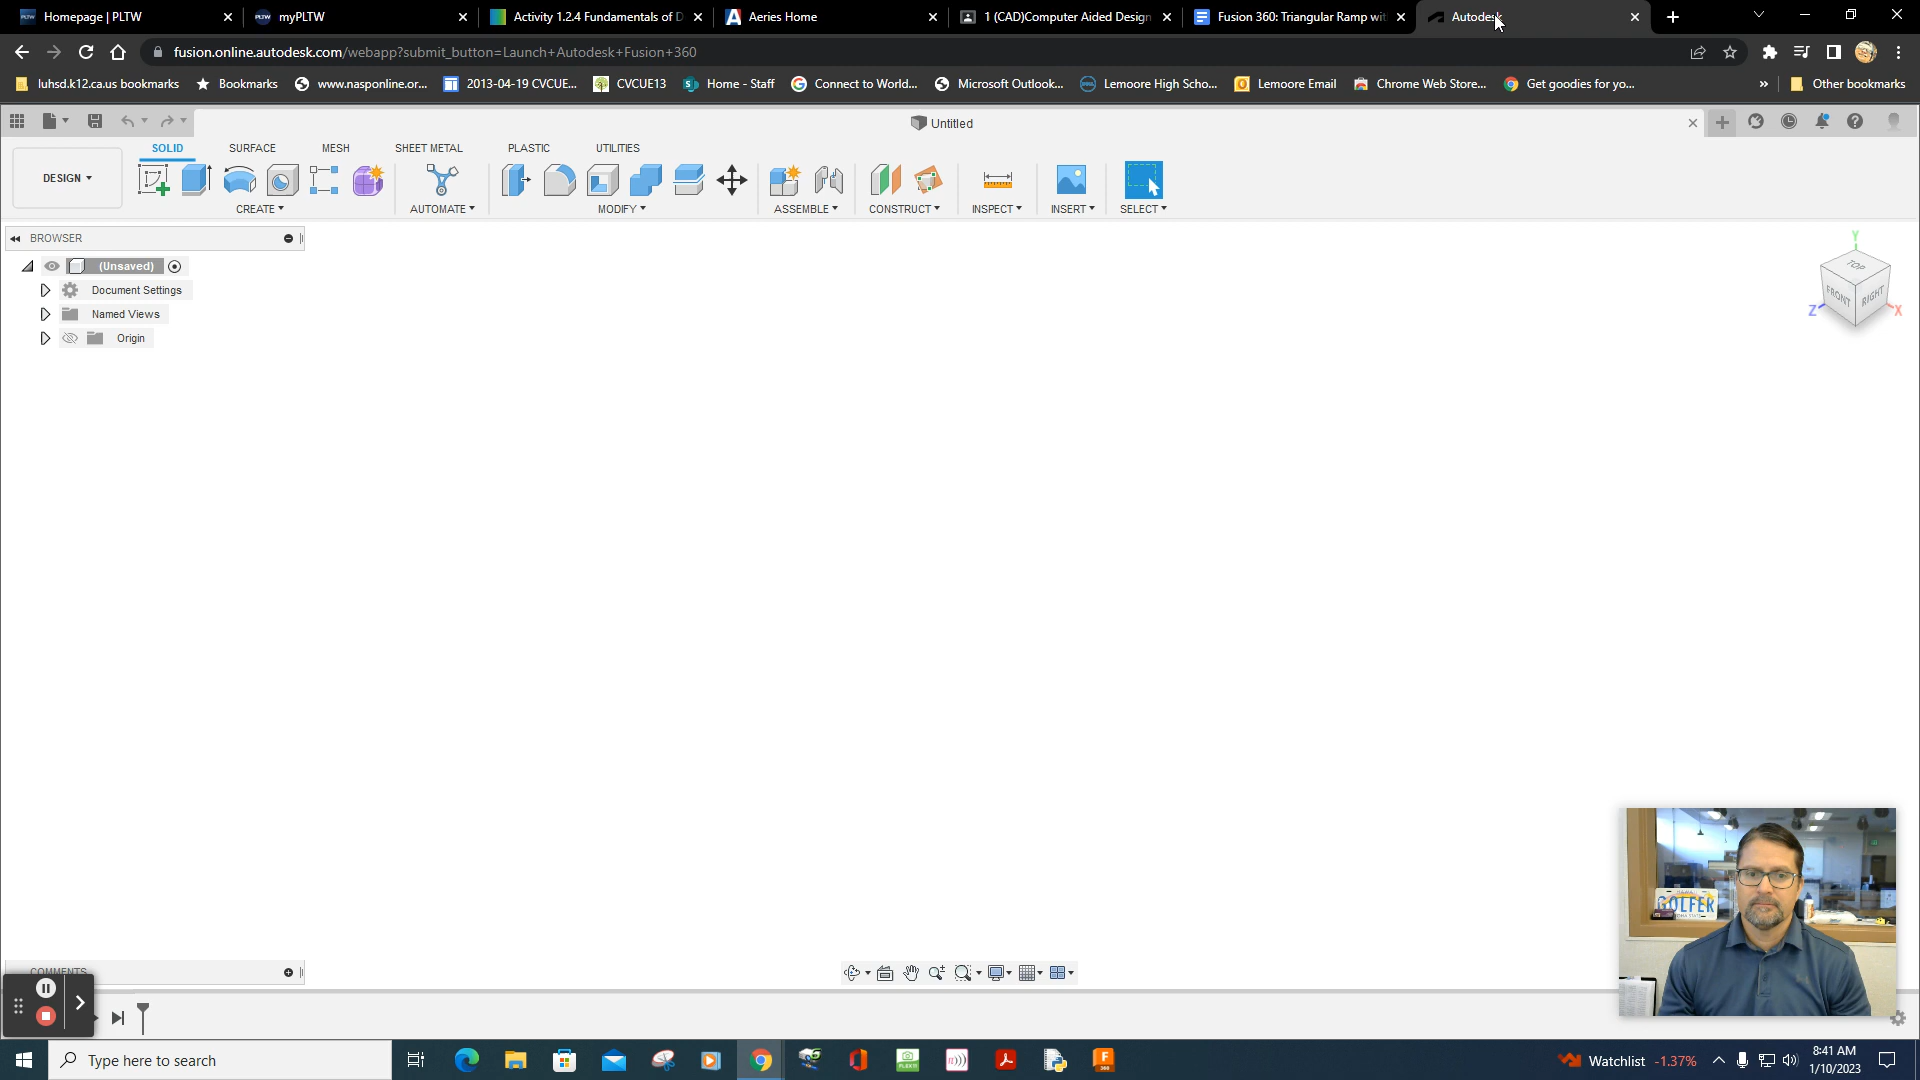 Homepage | PLTW
myPLTW
Activity 1.2.4 Fundamentals of D
Aeries Home
1 (CAD)Computer Aided Design
Fusion 360: Triangular Ramp wit
Autodesk
fusion.online.autodesk.com/webapp?submit_button=Launch+Autodesk+Fusion+360
luhsd.k12.ca.us bookmarks
Bookmarks
www.nasponline.or...
2013-04-19 CVCUE...
CVCUE13
Home - Staff
Connect to World...
Microsoft Outlook...
Lemoore High Scho...
Lemoore Email
Chrome Web Store...
Get goodies for yo...
»
Other bookmarks
Untitled
SOLID
SURFACE
MESH
SHEET METAL
PLASTIC
UTILITIES
DESIGN
CREATE
AUTOMATE
MODIFY
ASSEMBLE
CONSTRUCT
INSPECT
INSERT
SELECT
BROWSER
(Unsaved)
Document Settings
Named Views
Origin
Y
TOP
FRONT
RIGHT
Z
X
GOLFER
COMMENTS
Type here to search
Watchlist -1.37%
8:41 AM
1/10/2023